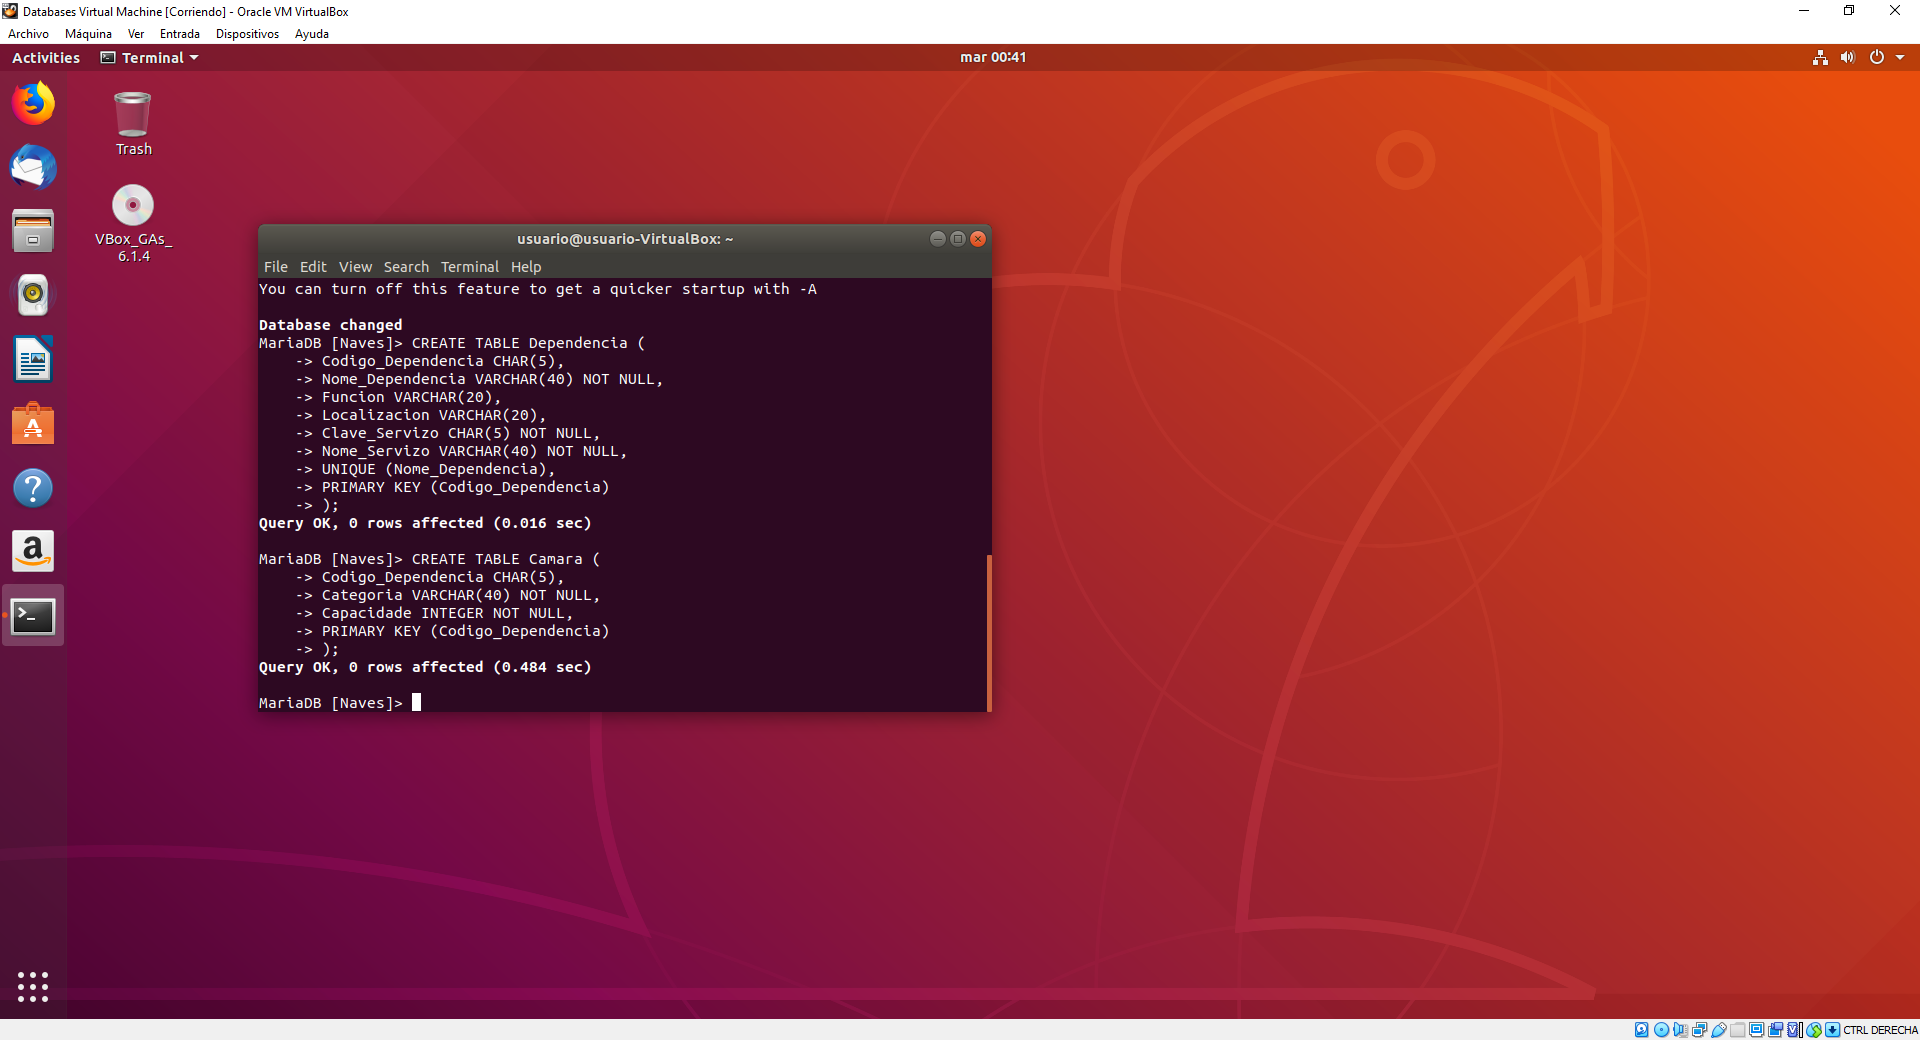 Databases Virtual Machine [Corriendo] - Oracle VM VirtualBox
Archivo Máquina Ver Entrada Dispositivos Ayuda
Activities Terminal mar 00:41
Trash
VBox_GAs_
6.1.4
usuario@usuario-VirtualBox: ~
File Edit View Search Terminal Help
You can turn off this feature to get a quicker startup with -A
Database changed
MariaDB [Naves]> CREATE TABLE Dependencia (
-> Codigo_Dependencia CHAR(5),
-> Nome_Dependencia VARCHAR(40) NOT NULL,
-> Funcion VARCHAR(20),
-> Localizacion VARCHAR(20),
-> Clave_Servizo CHAR(5) NOT NULL,
-> Nome_Servizo VARCHAR(40) NOT NULL,
-> UNIQUE (Nome_Dependencia),
-> PRIMARY KEY (Codigo_Dependencia)
-> );
Query OK, 0 rows affected (0.016 sec)
MariaDB [Naves]> CREATE TABLE Camara (
-> Codigo_Dependencia CHAR(5),
-> Categoria VARCHAR(40) NOT NULL,
-> Capacidade INTEGER NOT NULL,
-> PRIMARY KEY (Codigo_Dependencia)
-> );
Query OK, 0 rows affected (0.484 sec)
MariaDB [Naves]>
CTRL DERECHA